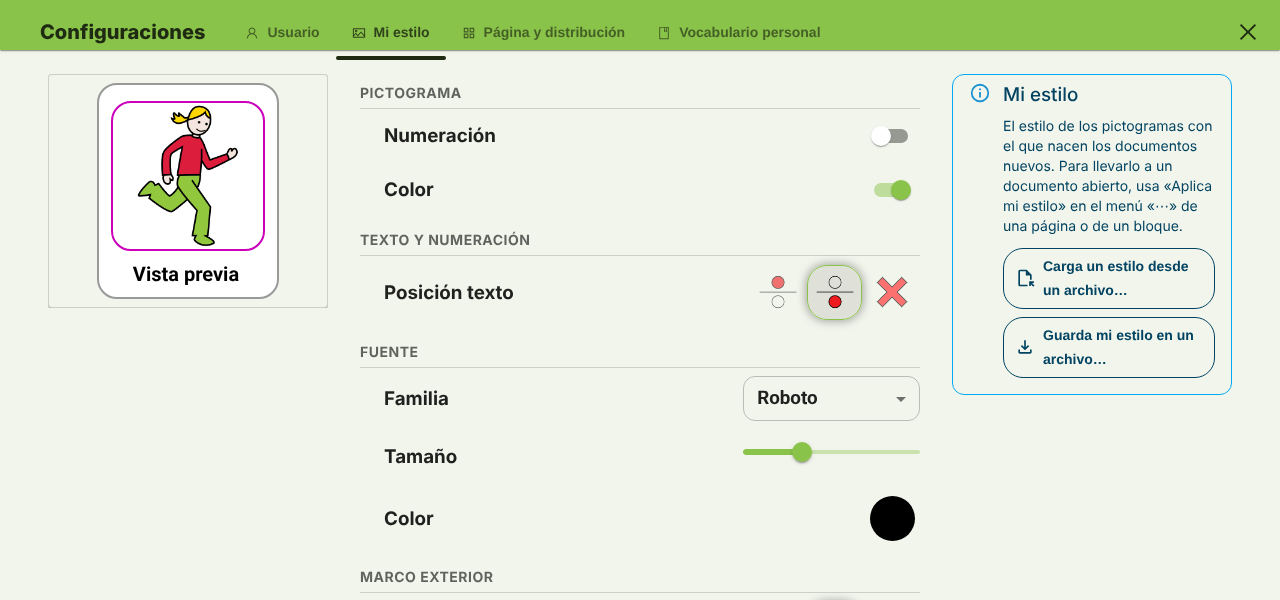 Configuraciones
Usuario
Mi estilo
Página y distribución
Vocabulario personal
Vista previa
PICTOGRAMA
Numeración
Color
TEXTO Y NUMERACIÓN
Posición texto
FUENTE
Familia
Roboto
Tamaño
Color
MARCO EXTERIOR
Mi estilo
El estilo de los pictogramas con
el que nacen los documentos
nuevos. Para llevarlo a un
documento abierto, usa «Aplica
mi estilo» en el menú «···» de
una página o de un bloque.
Carga un estilo desde
un archivo…
Guarda mi estilo en un
archivo…